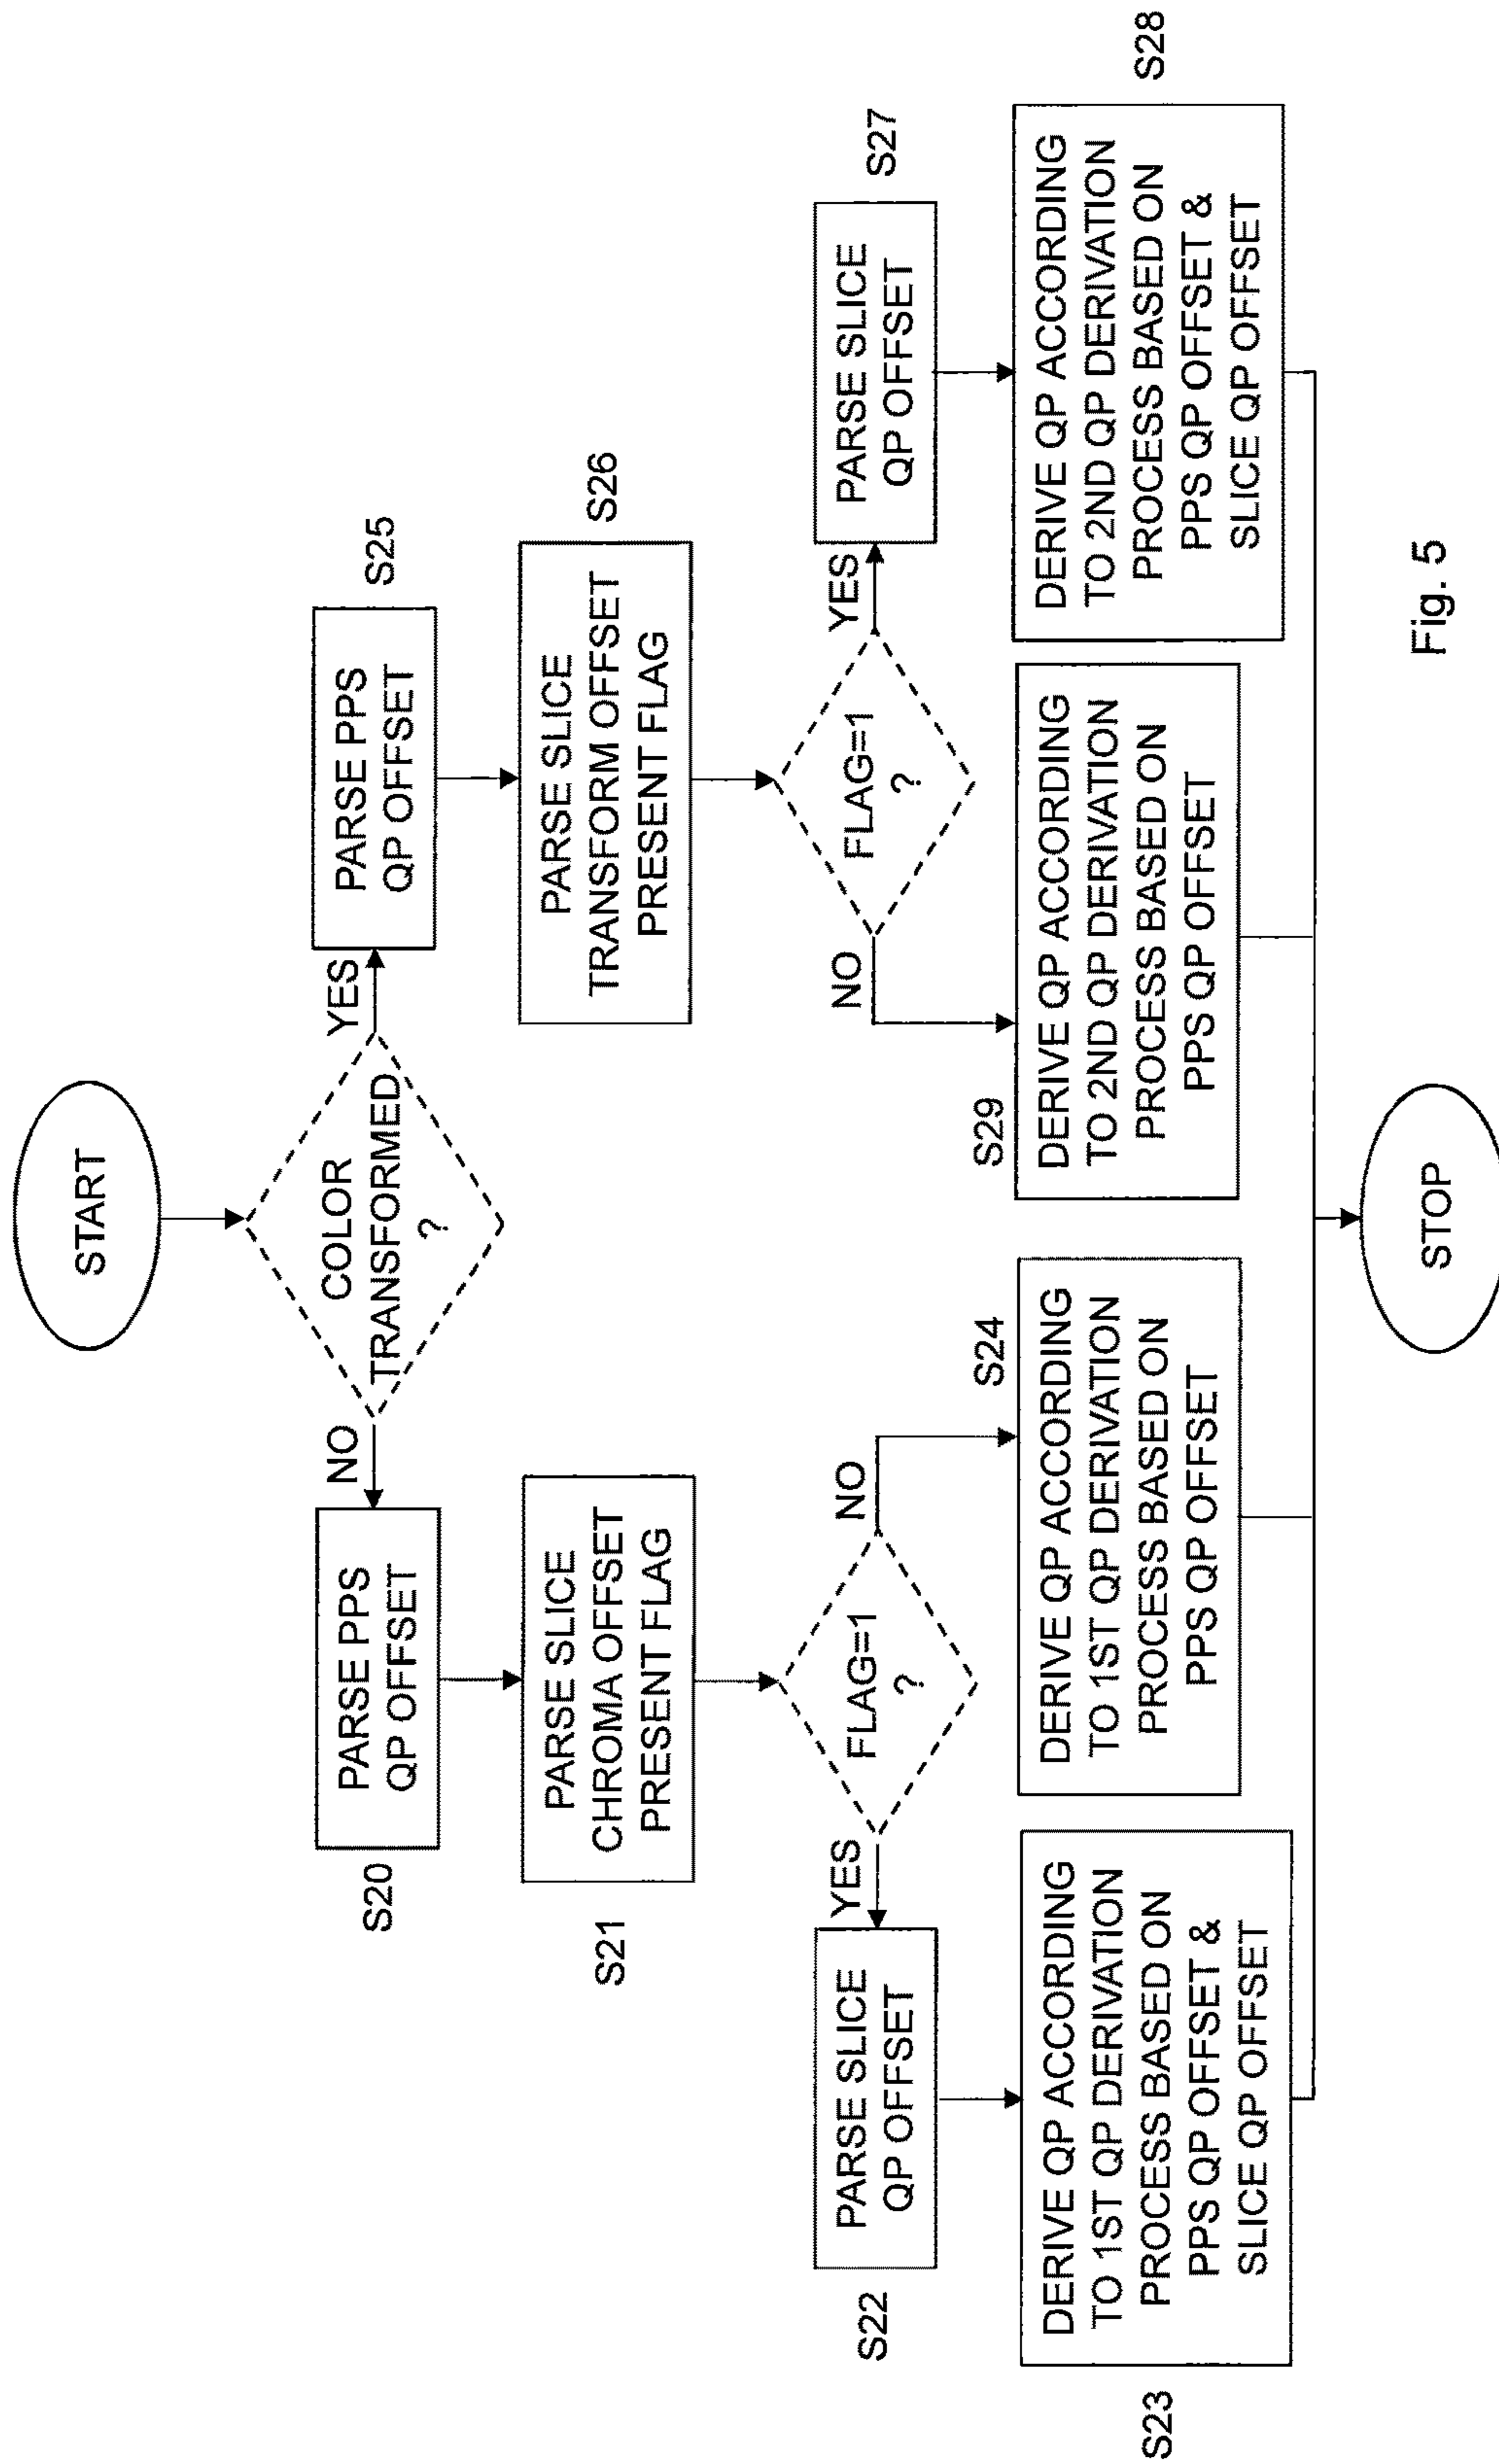 START
COLOR
TRANSFORMED
?
NO
YES
S20
PARSE PPS
QP OFFSET
PARSE PPS
QP OFFSET
S25
S21
PARSE SLICE
CHROMA OFFSET
PRESENT FLAG
PARSE SLICE
TRANSFORM OFFSET
PRESENT FLAG
S26
YES
FLAG=1
?
NO
NO
FLAG=1
?
YES
S22
PARSE SLICE
QP OFFSET
PARSE SLICE
QP OFFSET
S27
S23
DERIVE QP ACCORDING
TO 1ST QP DERIVATION
PROCESS BASED ON
PPS QP OFFSET &
SLICE QP OFFSET
S24
DERIVE QP ACCORDING
TO 1ST QP DERIVATION
PROCESS BASED ON
PPS QP OFFSET
S29
DERIVE QP ACCORDING
TO 2ND QP DERIVATION
PROCESS BASED ON
PPS QP OFFSET
DERIVE QP ACCORDING
TO 2ND QP DERIVATION
PROCESS BASED ON
PPS QP OFFSET &
SLICE QP OFFSET
S28
STOP
Fig. 5